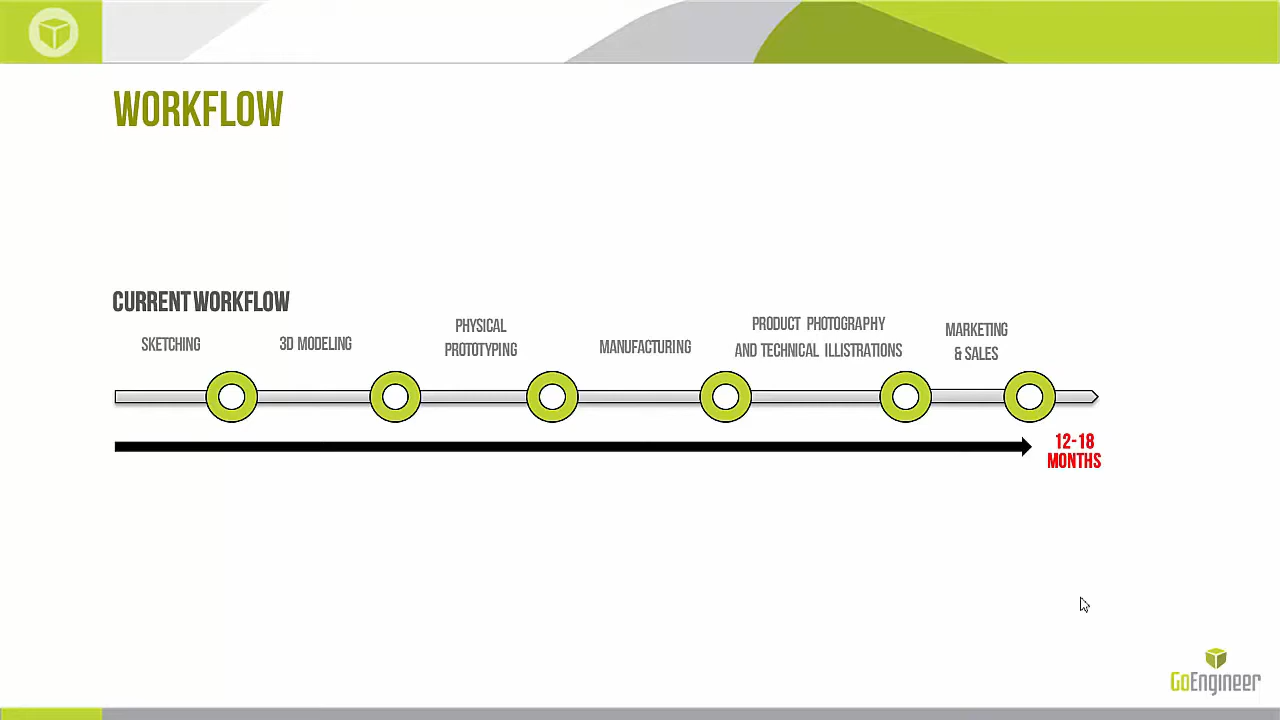 WORKFLOW
CURRENT WORKFLOW
SKETCHING
3D MODELING
PHYSICAL
PROTOTYPING
MANUFACTURING
PRODUCT PHOTOGRAPHY
AND TECHNICAL ILLUSTRATIONS
MARKETING
& SALES
12-18
MONTHS
GoEngineer